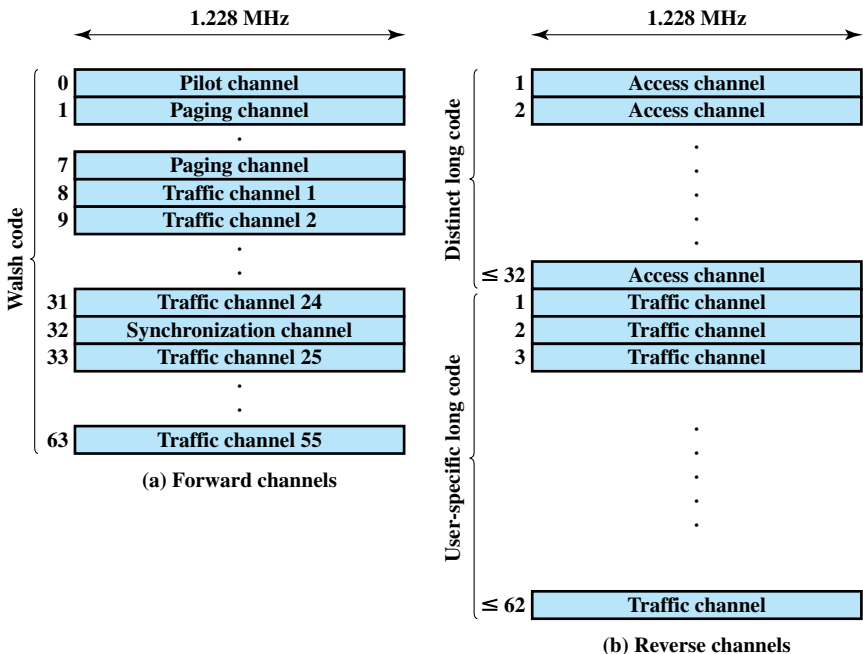 1.228 MHz
Walsh code
0 Pilot channel
1 Paging channel
7 Paging channel
8 Traffic channel 1
9 Traffic channel 2
31 Traffic channel 24
32 Synchronization channel
33 Traffic channel 25
63 Traffic channel 55
(a) Forward channels
1.228 MHz
Distinct long code
1 Access channel
2 Access channel
≤ 32 Access channel
User-specific long code
1 Traffic channel
2 Traffic channel
3 Traffic channel
≤ 62 Traffic channel
(b) Reverse channels